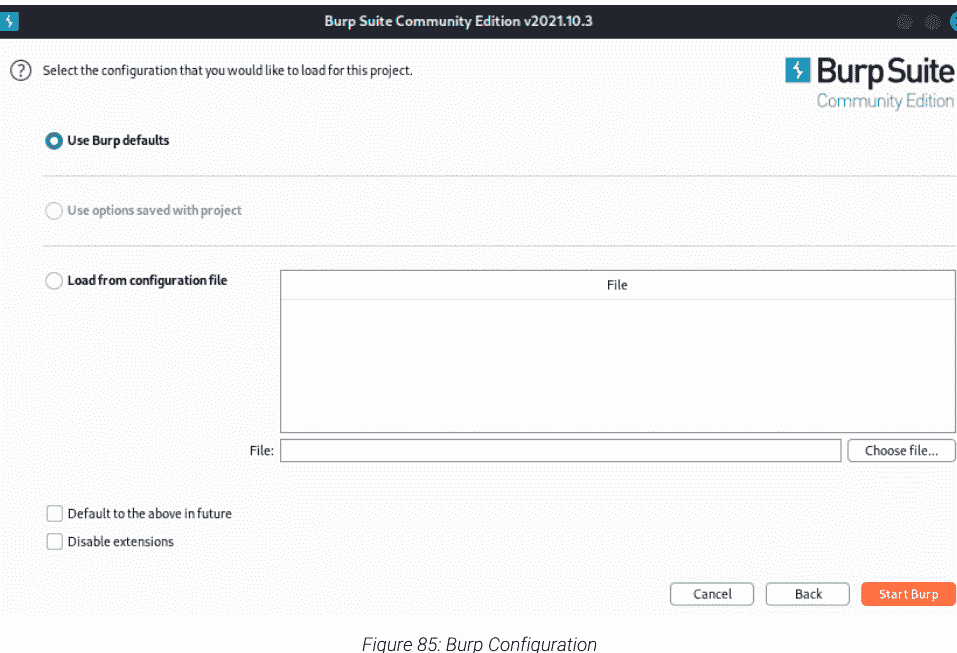 Burp Suite Community Edition v2021.10.3
? Select the configuration that you would like to load for this project.
Burp Suite
Community Edition
Use Burp defaults
Use options saved with project
Load from configuration file
File
File:
Choose file...
Default to the above in future
Disable extensions
Cancel Back Start Burp
Figure 85: Burp Configuration